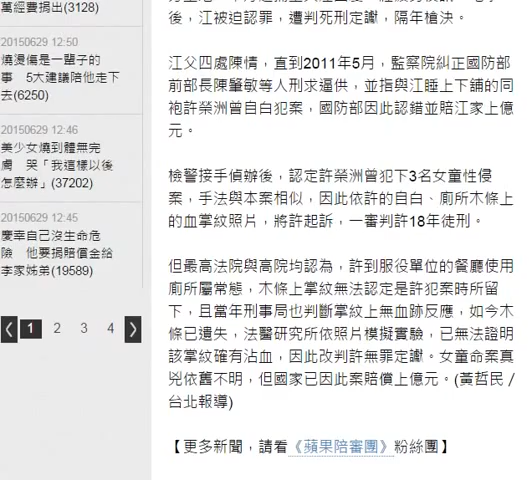 萬經費捐出(3128)
20150629 12:50
燒燙傷是一輩子的
事 5大建議陪他走下
去(6250)
20150629 12:46
美少女燒到體無完
膚 哭「我這樣以後
怎麼辦」(37202)
20150629 12:45
慶幸自己沒生命危
險 他要捐賠償金給
李家姊弟(19589)
1 2 3 4
後，江被迫認罪，遭判死刑定讞，隔年槍決。
江父四處陳情，直到2011年5月，監察院糾正國防部
前部長陳肇敏等人刑求逼供，並指與江睡上下鋪的同
袍許榮洲曾自白犯案，國防部因此認錯並賠江家上億
元。
檢警接手偵辦後，認定許榮洲曾犯下3名女童性侵
案，手法與本案相似，因此依許的自白、廁所木條上
的血掌紋照片，將許起訴，一審判許18年徒刑。
但最高法院與高院均認為，許到服役單位的餐廳使用
廁所屬常態，木條上掌紋無法認定是許犯案時所留
下，且當年刑事局也判斷掌紋上無血跡反應，如今木
條已遺失，法醫研究所依照片模擬實驗，已無法證明
該掌紋確有沾血，因此改判許無罪定讞。女童命案真
兇依舊不明，但國家已因此案賠償上億元。(黃哲民／
台北報導)
【更多新聞，請看《蘋果陪審團》粉絲團】